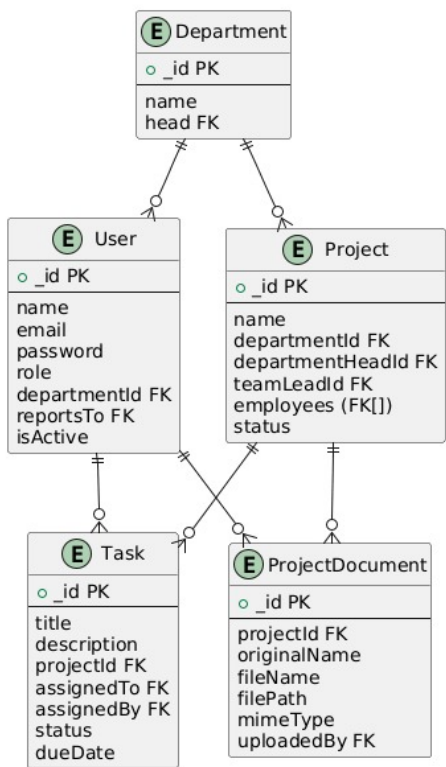 E Department
_id PK
name
head FK
E User
_id PK
name
email
password
role
departmentId FK
reportsTo FK
isActive
E Project
_id PK
name
departmentId FK
departmentHeadId FK
teamLeadId FK
employees (FK[])
status
E Task
_id PK
title
description
projectId FK
assignedTo FK
assignedBy FK
status
dueDate
E ProjectDocument
_id PK
projectId FK
originalName
fileName
filePath
mimeType
uploadedBy FK